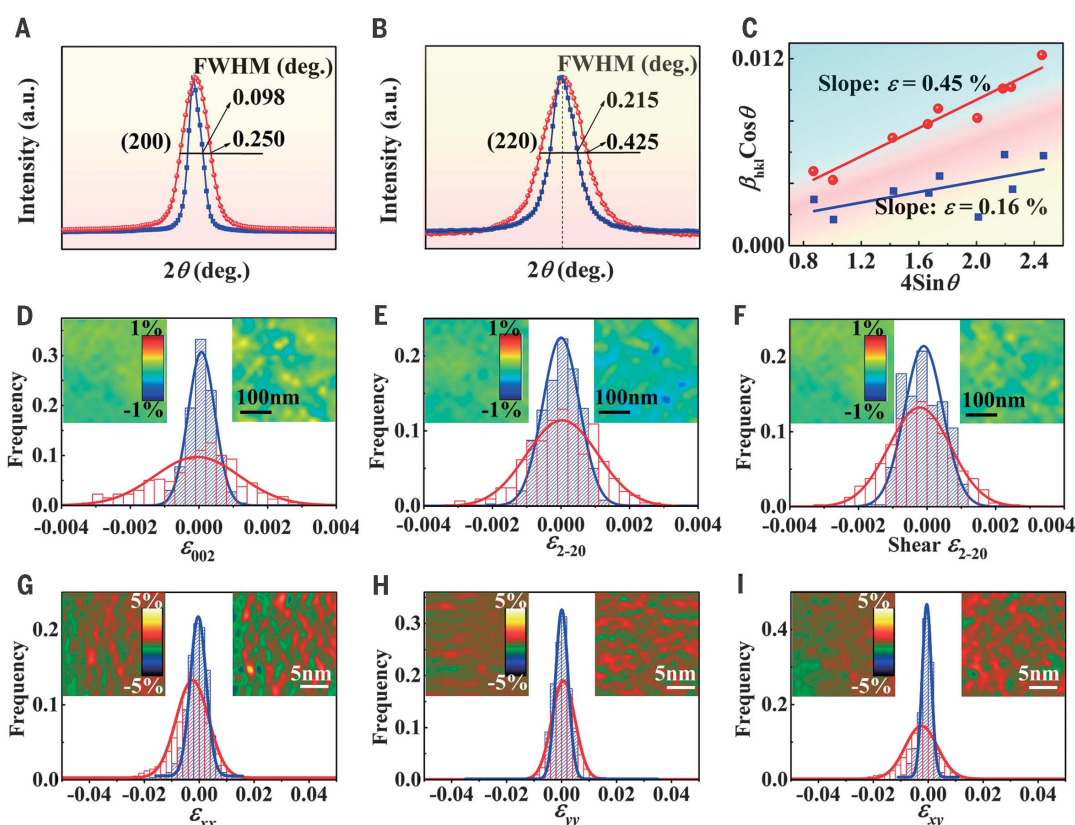 A
Intensity (a.u.)
FWHM (deg.)
0.098
(200)
0.250
2θ (deg.)
B
Intensity (a.u.)
FWHM (deg.)
0.215
(220)
0.425
2θ (deg.)
C
β_hkl Cosθ
0.012
0.000
Slope: ε = 0.45 %
Slope: ε = 0.16 %
0.8 1.2 1.6 2.0 2.4
4Sinθ
D
Frequency
0.3
0.2
0.1
0.0
1%
-1%
100nm
-0.004 -0.002 0.000 0.002 0.004
ε002
E
Frequency
0.2
0.1
0.0
1%
-1%
100nm
-0.004 -0.002 0.000 0.002 0.004
ε2-20
F
Frequency
0.3
0.2
0.1
0.0
1%
-1%
100nm
-0.004 -0.002 0.000 0.002 0.004
Shear ε2-20
G
Frequency
0.2
0.1
0.0
5%
-5%
5nm
-0.04 -0.02 0.00 0.02 0.04
εxx
H
Frequency
0.3
0.2
0.1
0.0
5%
-5%
5nm
-0.04 -0.02 0.00 0.02 0.04
εyy
I
Frequency
0.4
0.2
0.0
5%
-5%
5nm
-0.04 -0.02 0.00 0.02 0.04
εxy